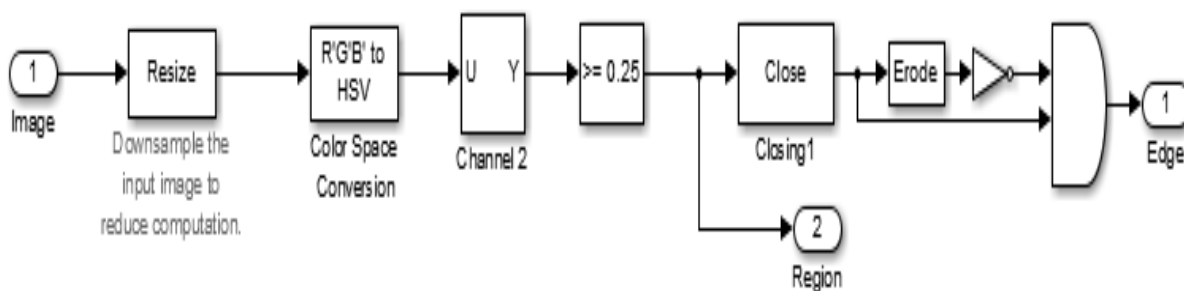 1
Image
Resize
Downsample the
input image to
reduce computation.
R'G'B' to
HSV
Color Space
Conversion
U Y
Channel 2
>= 0.25
Close
Closing1
Erode
1
Edge
2
Region